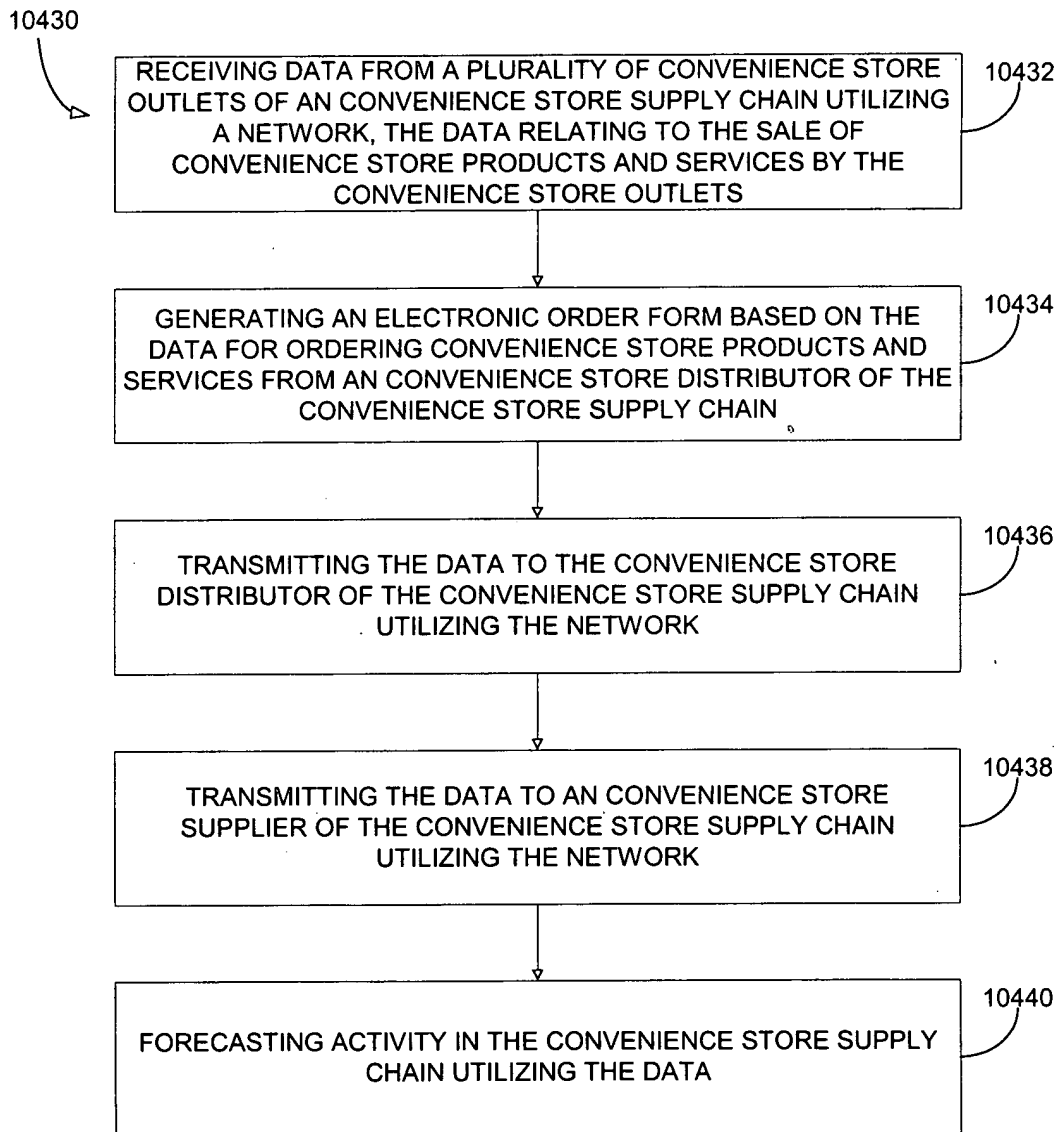 10430
RECEIVING DATA FROM A PLURALITY OF CONVENIENCE STORE
OUTLETS OF AN CONVENIENCE STORE SUPPLY CHAIN UTILIZING
A NETWORK, THE DATA RELATING TO THE SALE OF
CONVENIENCE STORE PRODUCTS AND SERVICES BY THE
CONVENIENCE STORE OUTLETS
10432
GENERATING AN ELECTRONIC ORDER FORM BASED ON THE
DATA FOR ORDERING CONVENIENCE STORE PRODUCTS AND
SERVICES FROM AN CONVENIENCE STORE DISTRIBUTOR OF THE
CONVENIENCE STORE SUPPLY CHAIN
10434
TRANSMITTING THE DATA TO THE CONVENIENCE STORE
DISTRIBUTOR OF THE CONVENIENCE STORE SUPPLY CHAIN
UTILIZING THE NETWORK
10436
TRANSMITTING THE DATA TO AN CONVENIENCE STORE
SUPPLIER OF THE CONVENIENCE STORE SUPPLY CHAIN
UTILIZING THE NETWORK
10438
FORECASTING ACTIVITY IN THE CONVENIENCE STORE SUPPLY
CHAIN UTILIZING THE DATA
10440